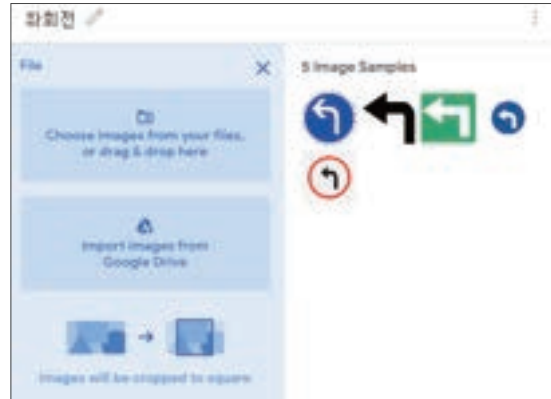 좌회전
File
5 Image Samples
Choose images from your files,
or drag & drop here
Import images from
Google Drive
Images will be cropped to square